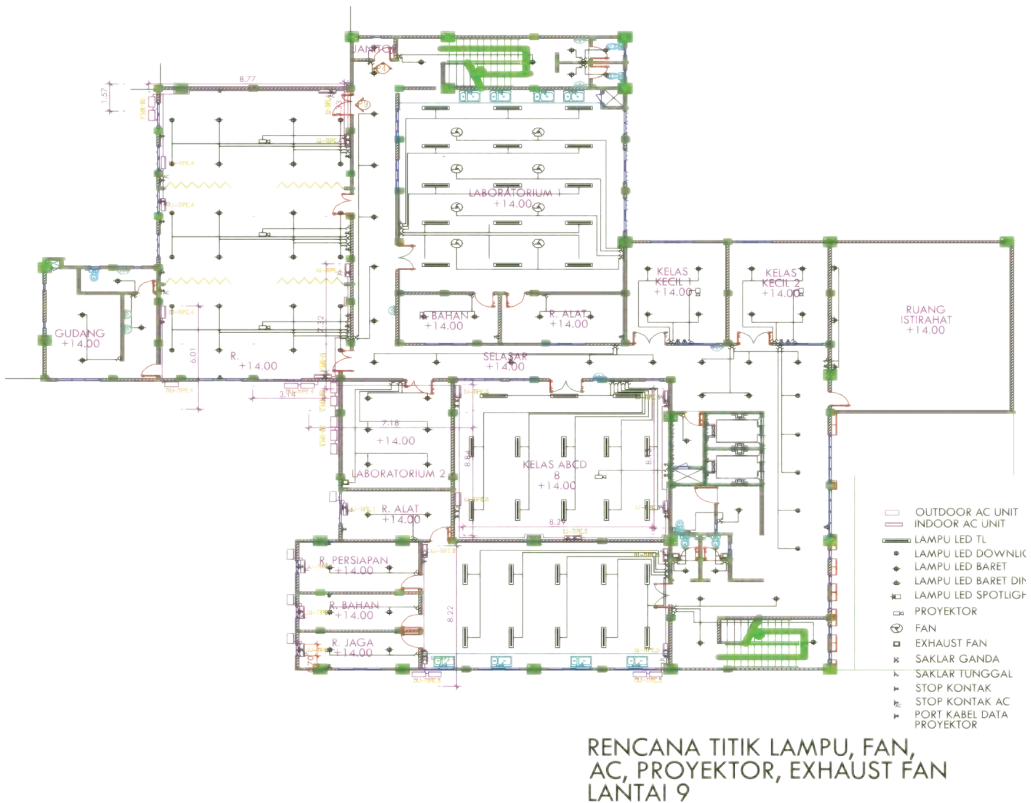 JANITOR
8.77
1.57
LABORATORIUM 1
+14.00
KELAS
KECIL 1
+14.00
KELAS
KECIL 2
+14.00
RUANG
ISTIRAHAT
+14.00
R. BAHAN
+14.00
R. ALAT
+14.00
GUDANG
+14.00
R.
+14.00
6.01
7.32
3.14
SELASAR
+14.00
7.18
+14.00
LABORATORIUM 2
KELAS ABCD
8
+14.00
R. ALAT
+14.00
R. PERSIAPAN
+14.00
R. BAHAN
+14.00
R. JAGA
+14.00
8.22
OUTDOOR AC UNIT
INDOOR AC UNIT
LAMPU LED TL
LAMPU LED DOWNLIG
LAMPU LED BARET
LAMPU LED BARET DIN
LAMPU LED SPOTLIGH
PROYEKTOR
FAN
EXHAUST FAN
SAKLAR GANDA
SAKLAR TUNGGAL
STOP KONTAK
STOP KONTAK AC
PORT KABEL DATA
PROYEKTOR
RENCANA TITIK LAMPU, FAN,
AC, PROYEKTOR, EXHAUST FAN
LANTAI 9